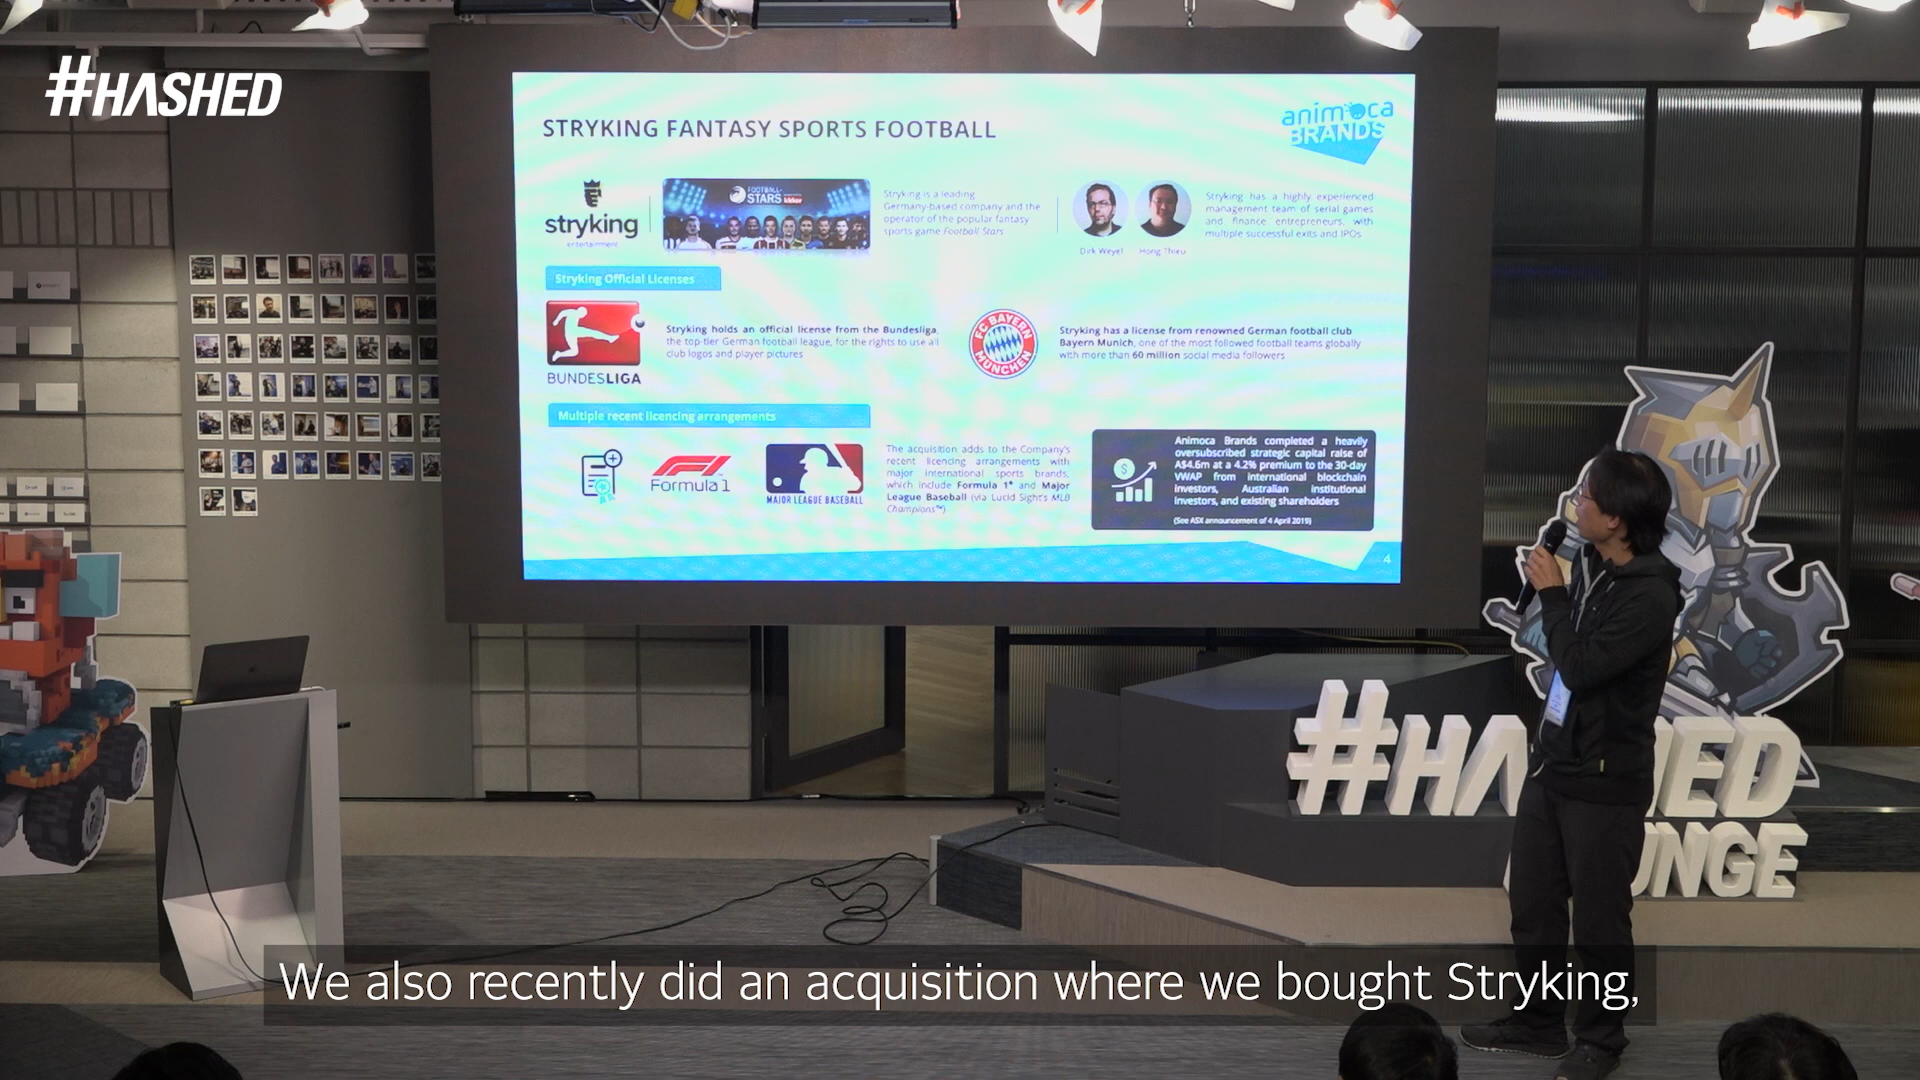 #HASHED
STRYKING FANTASY SPORTS FOOTBALL
animoca
BRANDS
stryking
entertainment
FOOTBALL-
STARS
kicker
Stryking is a leading
Germany-based company and the
operator of the popular fantasy
sports game Football Stars
Dirk Weyel
Hong Thieu
Stryking has a highly experienced
management team of serial games
and finance entrepreneurs, with
multiple successful exits and IPOs
Stryking Official Licenses
BUNDESLIGA
Stryking holds an official license from the Bundesliga,
the top-tier German football league, for the rights to use all
club logos and player pictures
FC BAYERN
MÜNCHEN
Stryking has a license from renowned German football club
Bayern Munich, one of the most followed football teams globally
with more than 60 million social media followers
Multiple recent licencing arrangements
Formula 1
MAJOR LEAGUE BASEBALL
The acquisition adds to the Company's
recent licencing arrangements with
major international sports brands,
which include Formula 1® and Major
League Baseball (via Lucid Sight's MLB
Champions™)
Animoca Brands completed a heavily
oversubscribed strategic capital raise of
A$4.6m at a 4.2% premium to the 30-day
VWAP from international blockchain
investors, Australian institutional
investors, and existing shareholders
(See ASX announcement of 4 April 2019)
4
#HA ED
UNGE
We also recently did an acquisition where we bought Stryking,